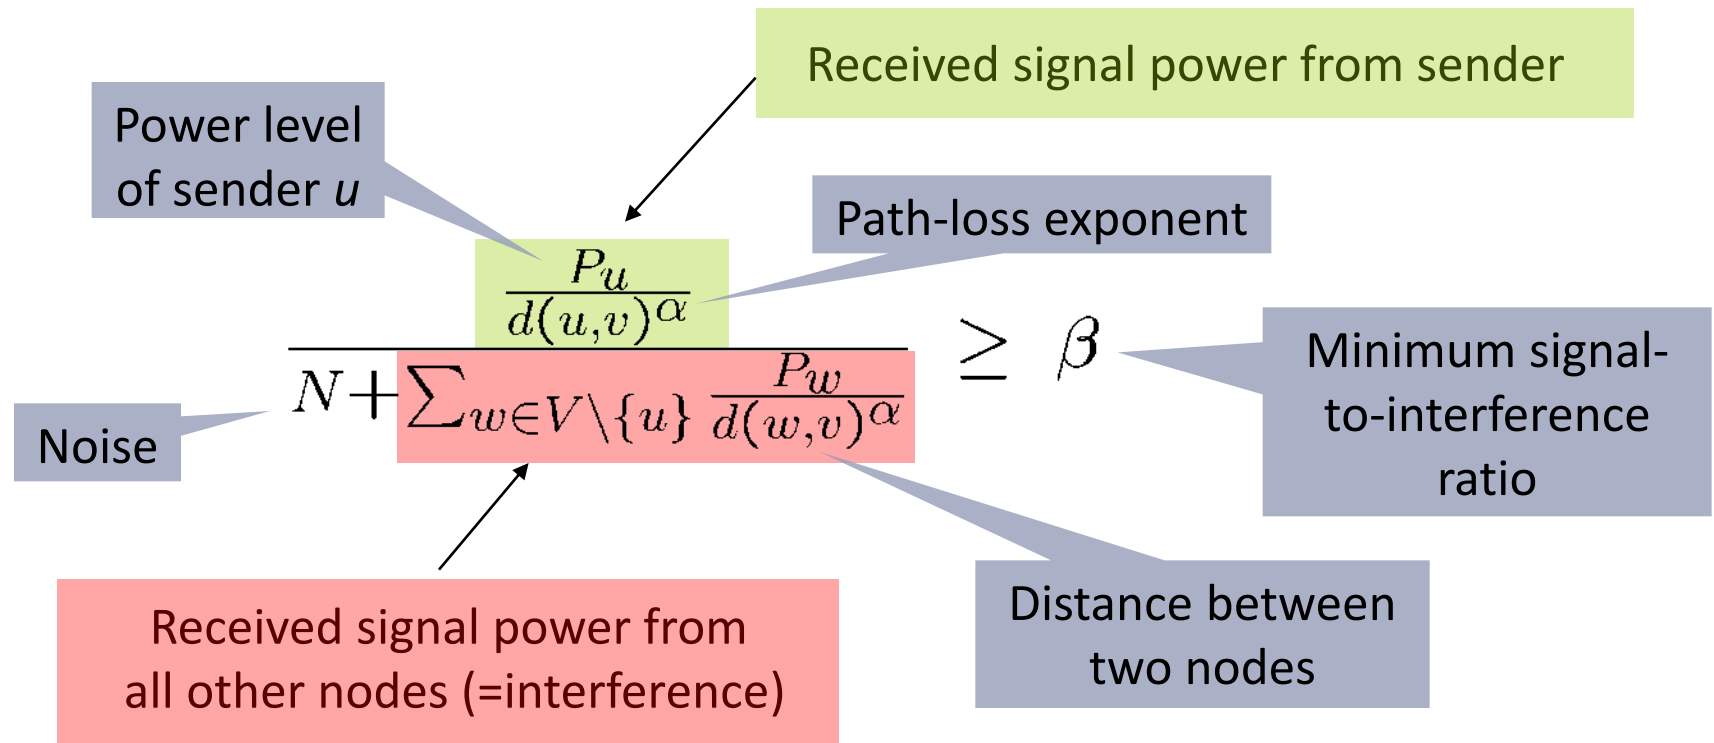 Received signal power from sender
Power level
of sender u
Path-loss exponent
P_u
d(u,v)^α
≥ β
N+∑_{w∈V\{u}} P_w
d(w,v)^α
Minimum signal-
to-interference
ratio
Noise
Distance between
two nodes
Received signal power from
all other nodes (=interference)